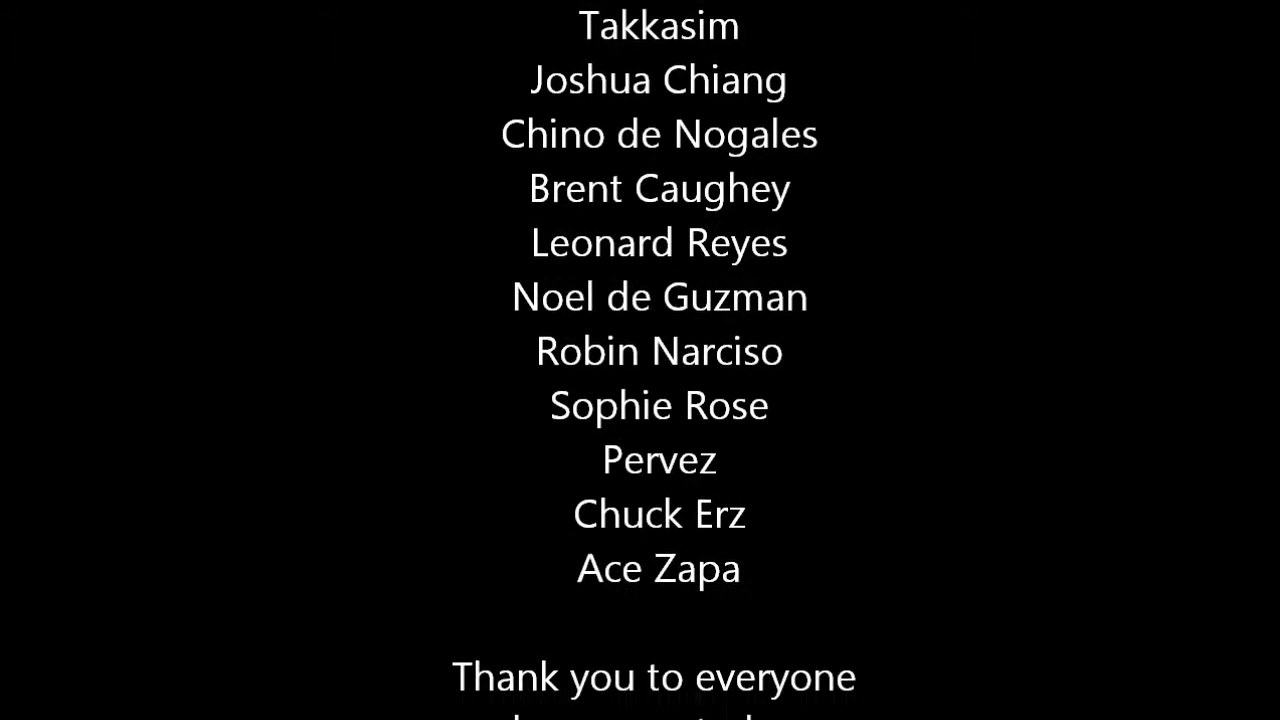 Takkasim
Joshua Chiang
Chino de Nogales
Brent Caughey
Leonard Reyes
Noel de Guzman
Robin Narciso
Sophie Rose
Pervez
Chuck Erz
Ace Zapa
Thank you to everyone